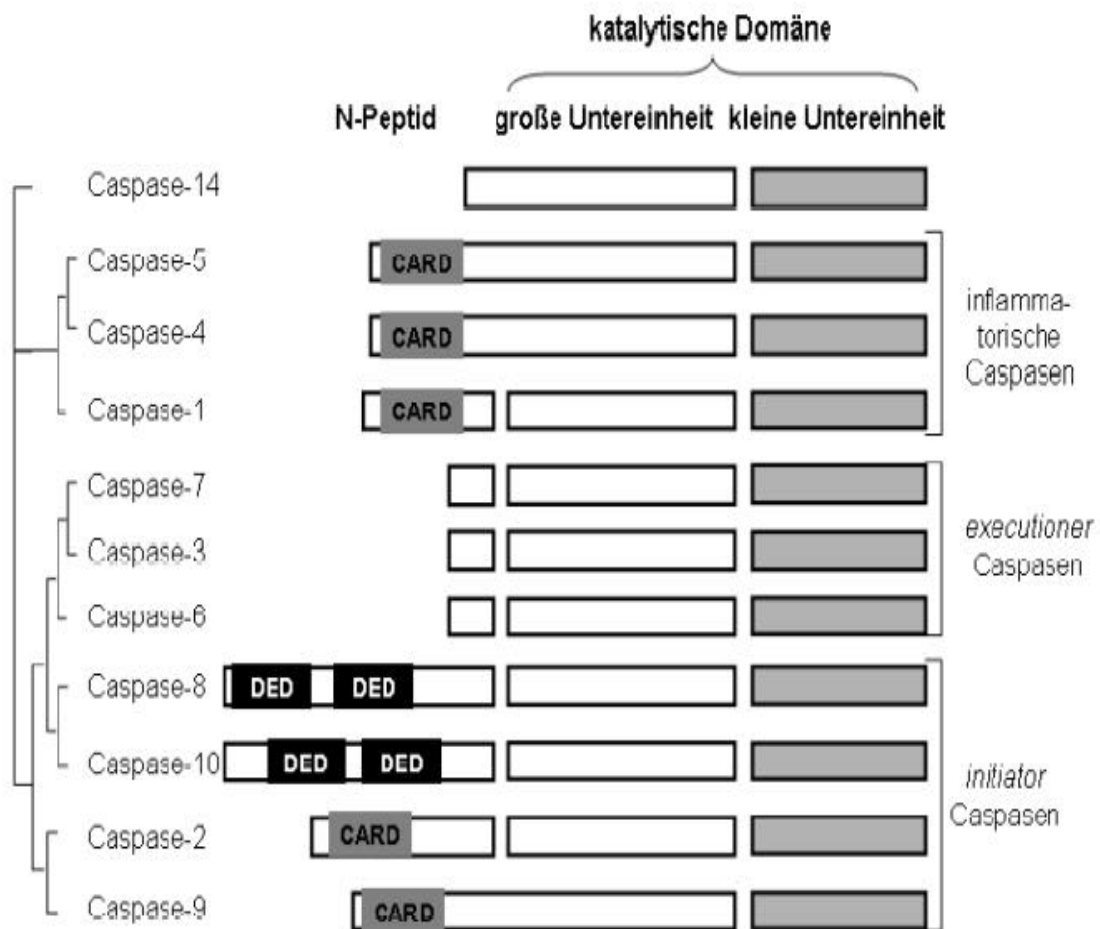 katalytische Domäne
N-Peptid große Untereinheit kleine Untereinheit
Caspase-14
Caspase-5 CARD
Caspase-4 CARD
Caspase-1 CARD
inflamma-
torische
Caspasen
Caspase-7
Caspase-3
Caspase-6
executioner
Caspasen
Caspase-8 DED DED
Caspase-10 DED DED
Caspase-2 CARD
Caspase-9 CARD
initiator
Caspasen